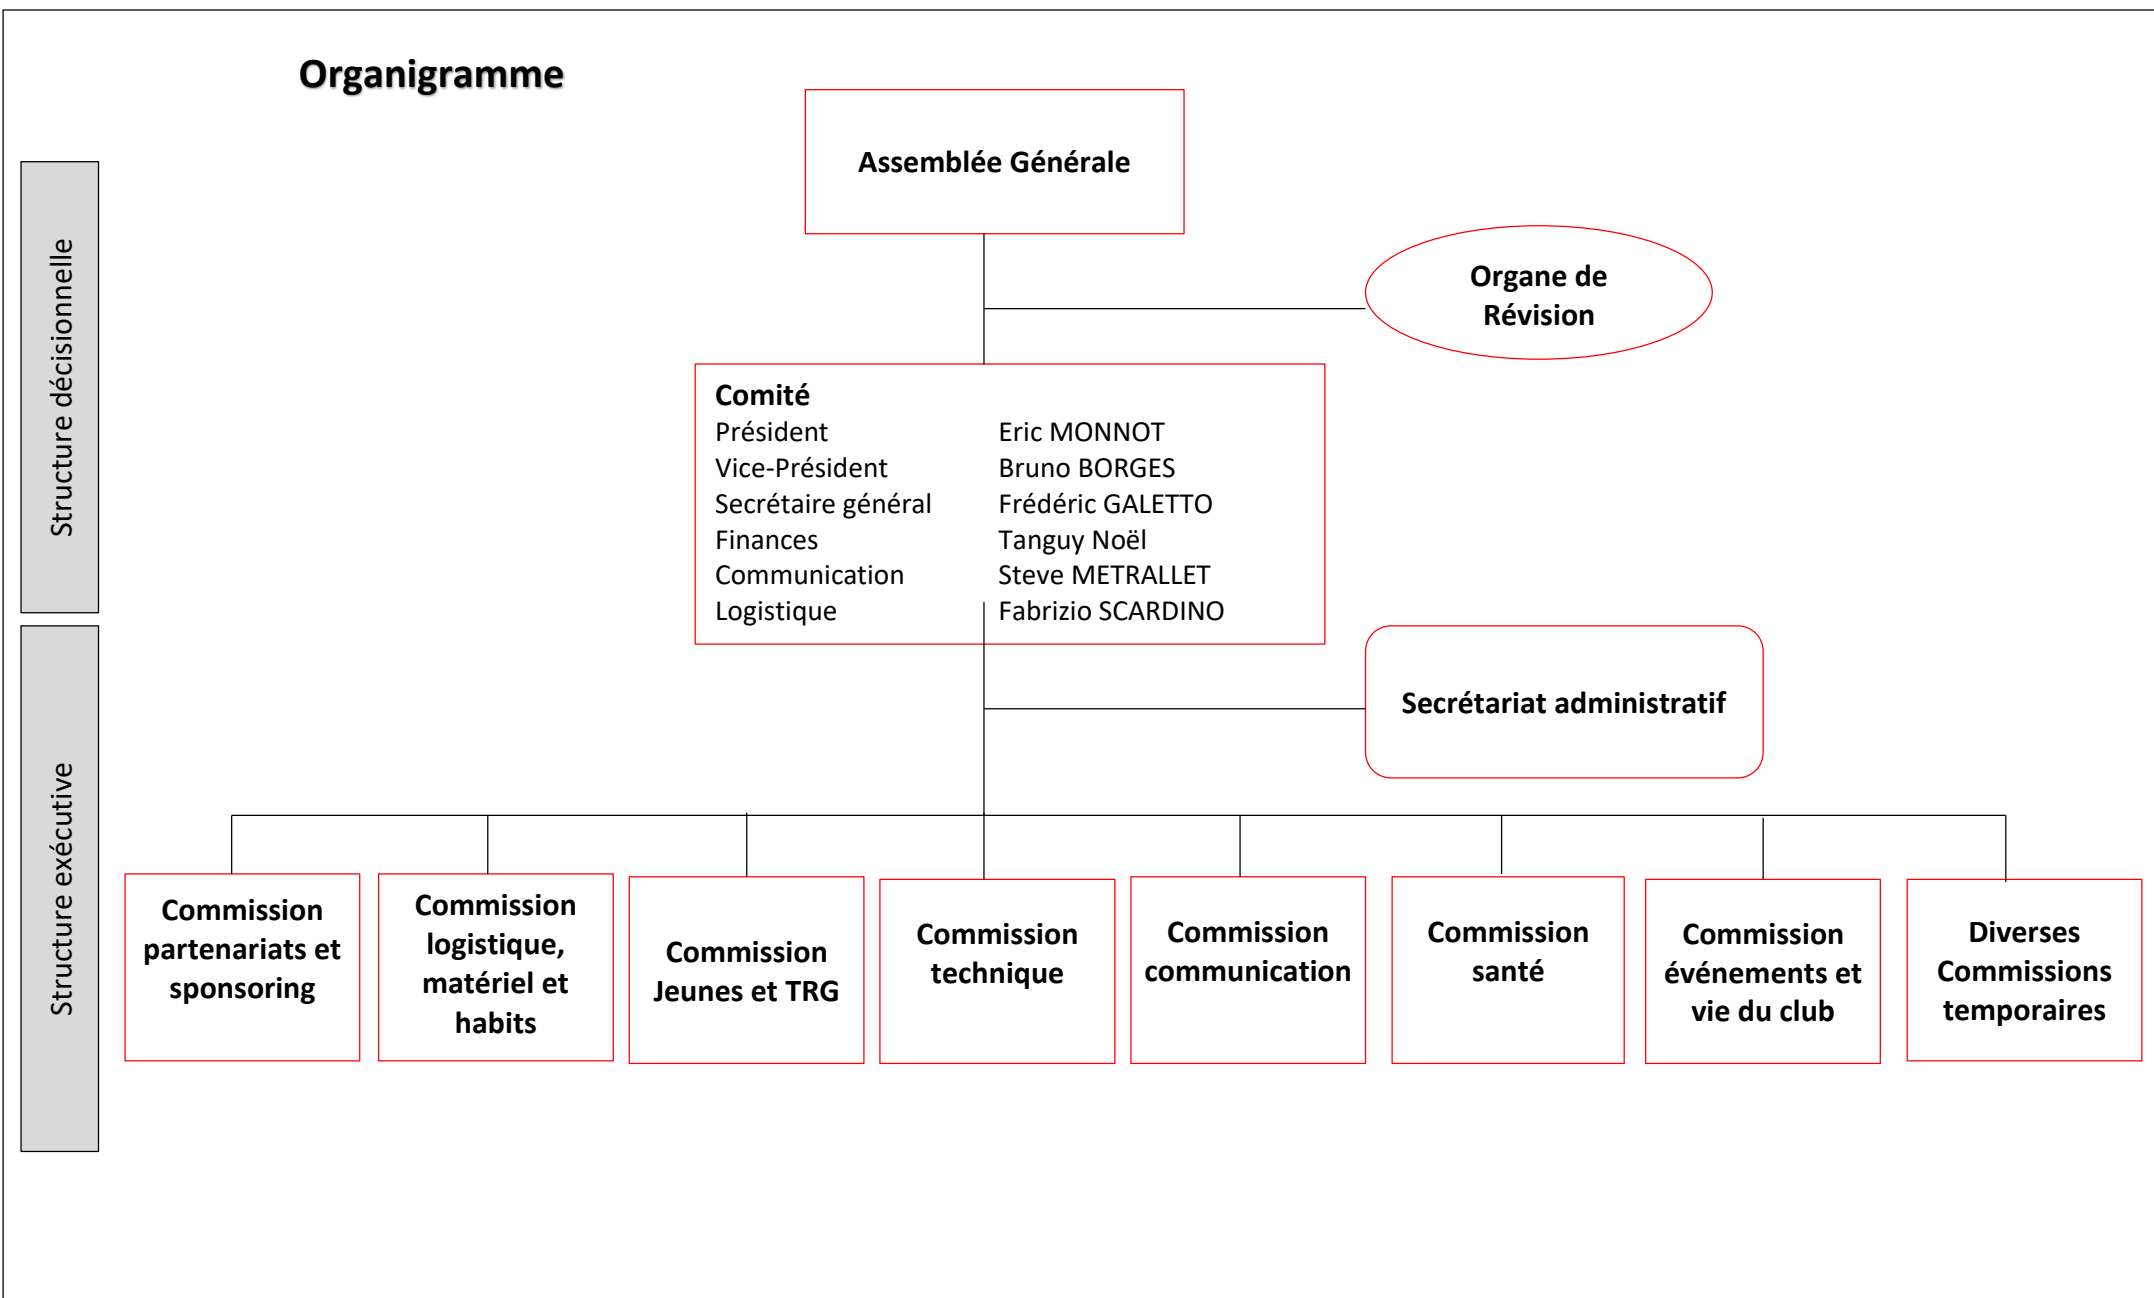 Organigramme
Assemblée Générale
Structure décisionnelle
Organe de
Révision
Comité
Président Eric MONNOT
Vice-Président Bruno BORGES
Secrétaire général Frédéric GALETTO
Finances Tanguy Noël
Communication Steve METRALLET
Logistique Fabrizio SCARDINO
Structure exécutive
Secrétariat administratif
Commission
partenariats et
sponsoring
Commission
logistique,
matériel et
habits
Commission
Jeunes et TRG
Commission
technique
Commission
communication
Commission
santé
Commission
événements et
vie du club
Diverses
Commissions
temporaires